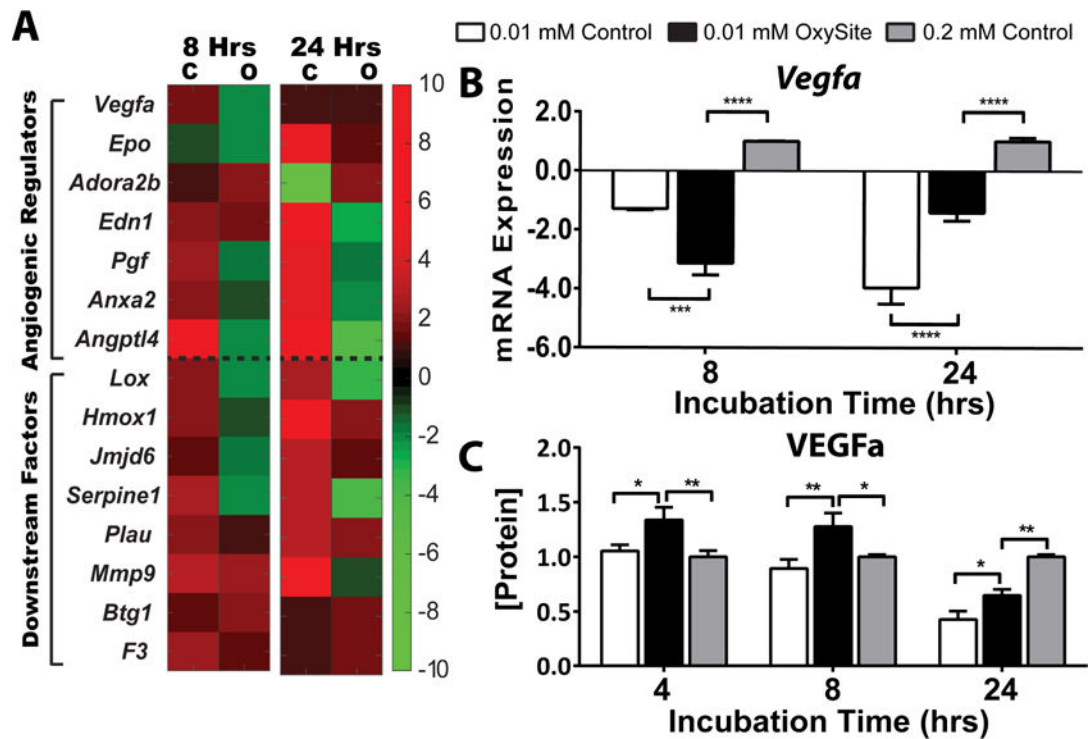 A
8 Hrs 24 Hrs
C O C O
Angiogenic Regulators
Vegfa
Epo
Adora2b
Edn1
Pgf
Anxa2
Angptl4
Downstream Factors
Lox
Hmox1
Jmjd6
Serpine1
Plau
Mmp9
Btg1
F3
10
8
6
4
2
0
-2
-4
-6
-8
-10
0.01 mM Control 0.01 mM OxySite 0.2 mM Control
B
Vegfa
mRNA Expression
2.0
0.0
-2.0
-4.0
-6.0
**** ****
*** ****
8 24
Incubation Time (hrs)
C
VEGFa
[Protein]
2.0
1.5
1.0
0.5
0.0
* ** ** * * **
4 8 24
Incubation Time (hrs)